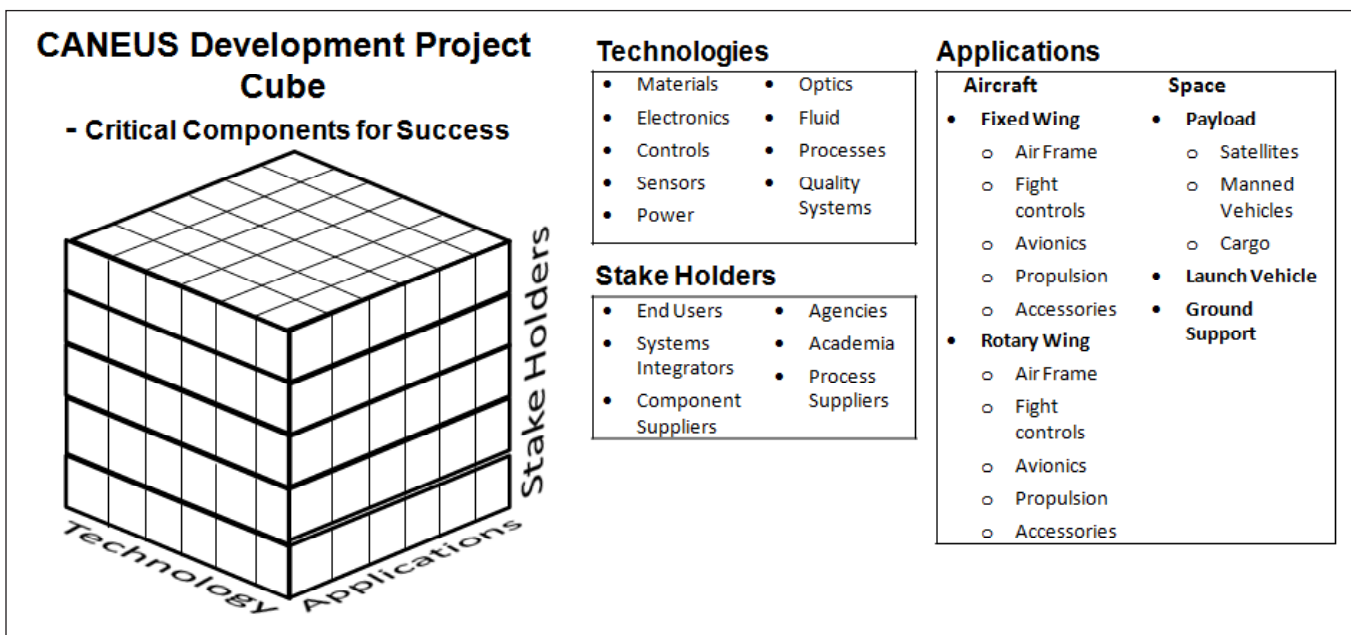 CANEUS Development Project
Cube
- Critical Components for Success
Technology
Applications
Stake Holders
Technologies
• Materials
• Electronics
• Controls
• Sensors
• Power
• Optics
• Fluid
• Processes
• Quality
Systems
Stake Holders
• End Users
• Systems
Integrators
• Component
Suppliers
• Agencies
• Academia
• Process
Suppliers
Applications
Aircraft
• Fixed Wing
o Air Frame
o Fight
controls
o Avionics
o Propulsion
o Accessories
• Rotary Wing
o Air Frame
o Fight
controls
o Avionics
o Propulsion
o Accessories
Space
• Payload
o Satellites
o Manned
Vehicles
o Cargo
• Launch Vehicle
• Ground
Support